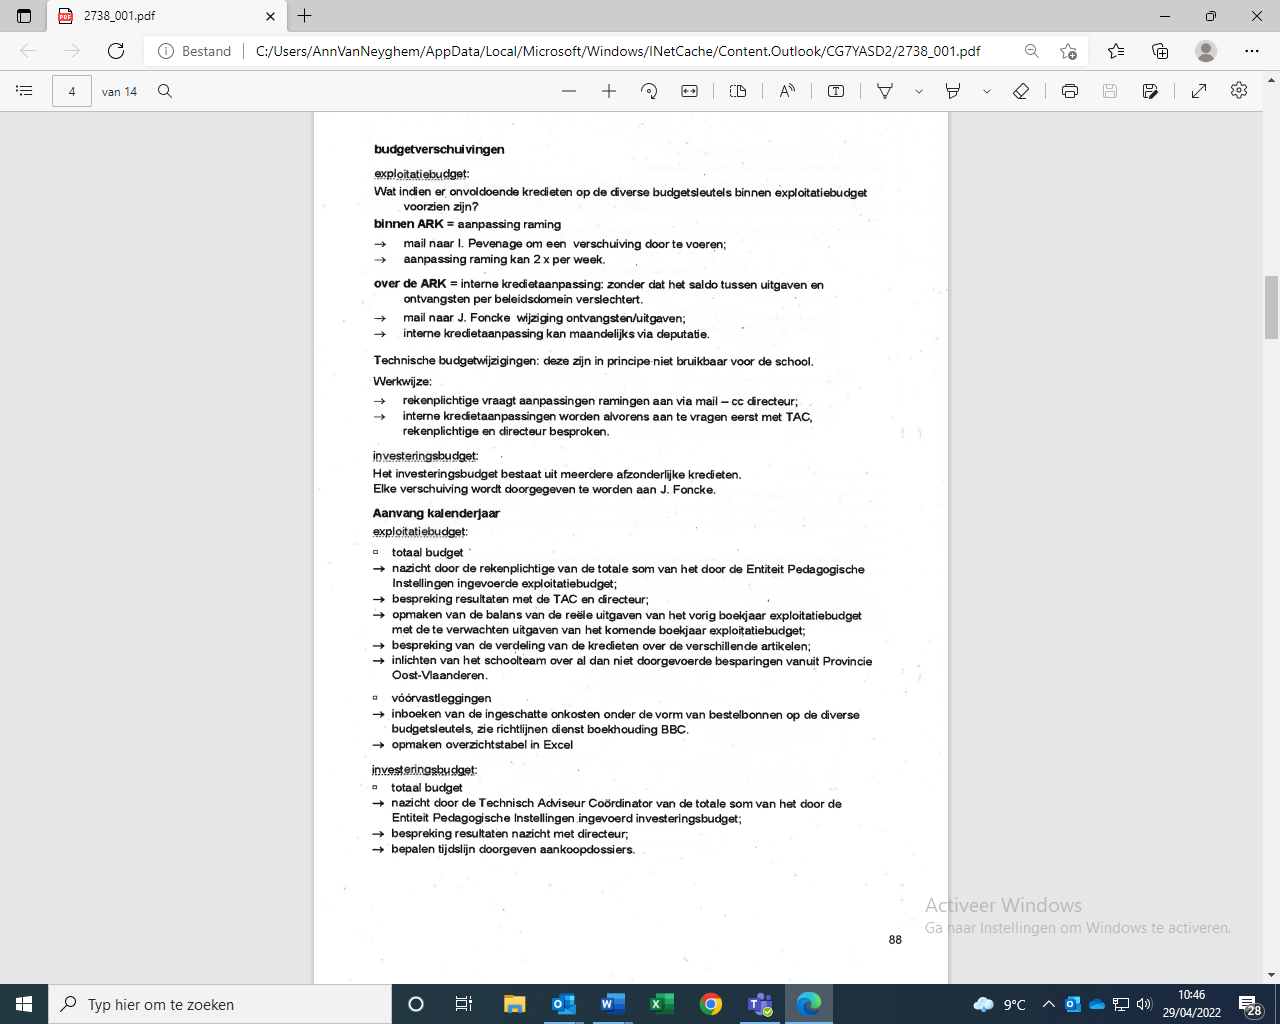 2738_001.pdf
Bestand
C:/Users/AnnVanNeyghem/AppData/Local/Microsoft/Windows/INetCache/Content.Outlook/CG7YASD2/2738_001.pdf
4 van 14
budgetverschuivingen
exploitatiebudget:
Wat indien er onvoldoende kredieten op de diverse budgetsleutels binnen exploitatiebudget
voorzien zijn?
binnen ARK = aanpassing raming
→ mail naar I. Pevenage om een verschuiving door te voeren;
→ aanpassing raming kan 2 x per week.
over de ARK = interne kredietaanpassing: zonder dat het saldo tussen uitgaven en
ontvangsten per beleidsdomein verslechtert.
→ mail naar J. Foncke wijziging ontvangsten/uitgaven;
→ interne kredietaanpassing kan maandelijks via deputatie.
Technische budgetwijzigingen: deze zijn in principe niet bruikbaar voor de school.
Werkwijze:
→ rekenplichtige vraagt aanpassingen ramingen aan via mail – cc directeur;
→ interne kredietaanpassingen worden alvorens aan te vragen eerst met TAC,
rekenplichtige en directeur besproken.
investeringsbudget:
Het investeringsbudget bestaat uit meerdere afzonderlijke kredieten.
Elke verschuiving wordt doorgegeven te worden aan J. Foncke.
Aanvang kalenderjaar
exploitatiebudget:
▫ totaal budget
→ nazicht door de rekenplichtige van de totale som van het door de Entiteit Pedagogische
Instellingen ingevoerde exploitatiebudget;
→ bespreking resultaten met de TAC en directeur;
→ opmaken van de balans van de reële uitgaven van het vorig boekjaar exploitatiebudget
met de te verwachten uitgaven van het komende boekjaar exploitatiebudget;
→ bespreking van de verdeling van de kredieten over de verschillende artikelen;
→ inlichten van het schoolteam over al dan niet doorgevoerde besparingen vanuit Provincie
Oost-Vlaanderen.
▫ vóórvastleggingen
→ inboeken van de ingeschatte onkosten onder de vorm van bestelbonnen op de diverse
budgetsleutels, zie richtlijnen dienst boekhouding BBC.
→ opmaken overzichtstabel in Excel
investeringsbudget:
▫ totaal budget
→ nazicht door de Technisch Adviseur Coördinator van de totale som van het door de
Entiteit Pedagogische Instellingen ingevoerd investeringsbudget;
→ bespreking resultaten nazicht met directeur;
→ bepalen tijdslijn doorgeven aankoopdossiers.
88
Activeer Windows
Ga naar Instellingen om Windows te activeren.
Typ hier om te zoeken
9°C
10:46
29/04/2022
28